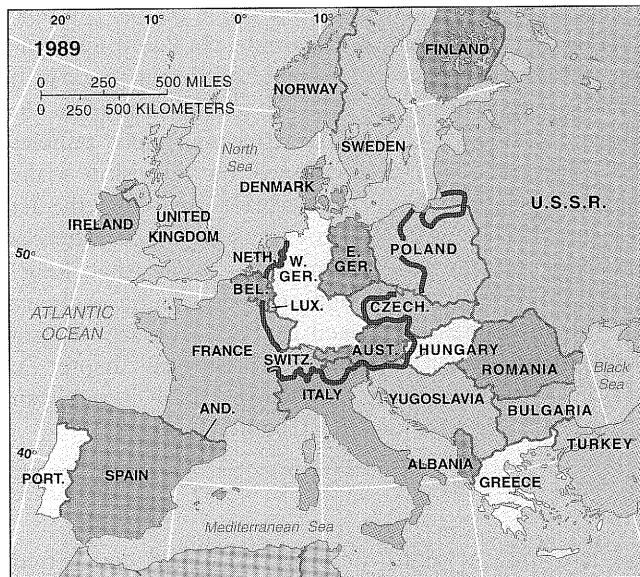 20° 10° 0° 10°
1989
0 250 500 MILES
0 250 500 KILOMETERS
FINLAND
NORWAY
North
Sea
SWEDEN
DENMARK
U.S.S.R.
IRELAND
UNITED
KINGDOM
50°
NETH.
W.
GER.
E.
GER.
POLAND
BEL.
LUX.
CZECH.
ATLANTIC
OCEAN
FRANCE
SWITZ.
AUST.
HUNGARY
ROMANIA
ITALY
Black
Sea
YUGOSLAVIA
BULGARIA
AND.
40°
PORT.
SPAIN
ALBANIA
TURKEY
GREECE
Mediterranean Sea